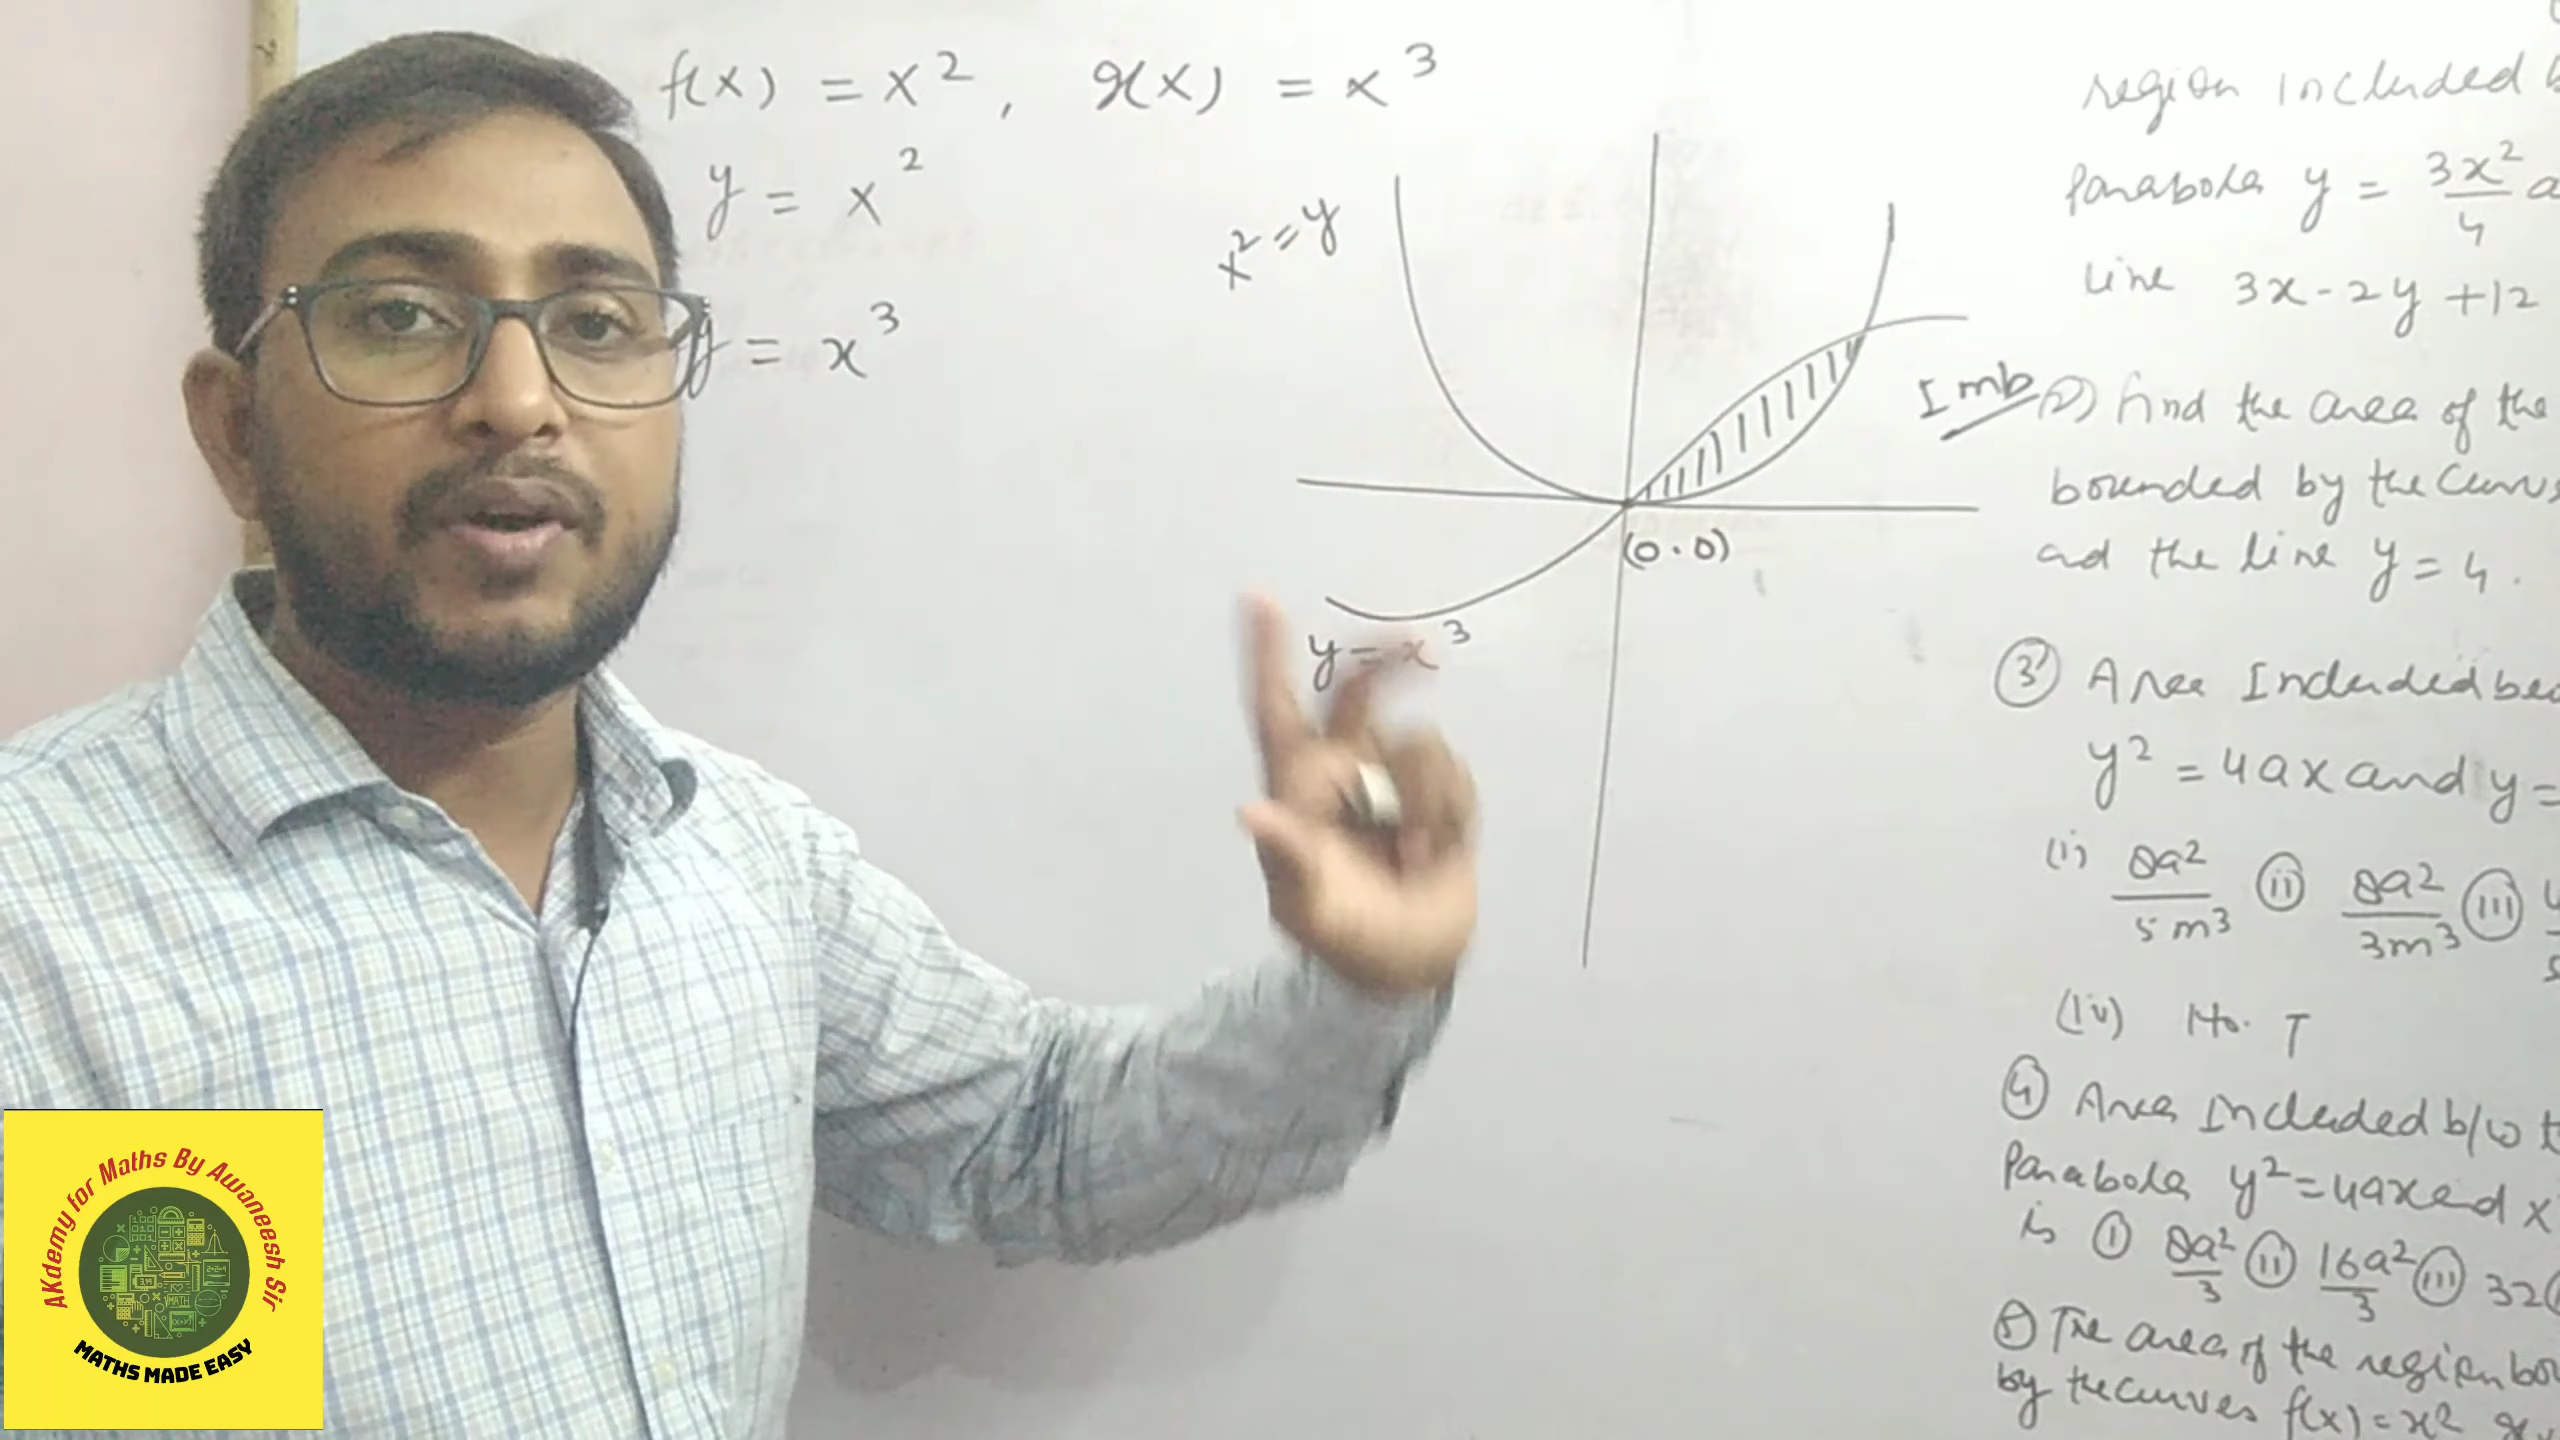 f(x) = x², g(x) = x³
y = x²
y = x³
x² = y
(0.0)
y = x³
region included
Parabola y = 3x²/4
line 3x-2y+12
Imb
2) find the area of the
bounded by the
and the line y = 4.
③ Area Included
y² = 4ax and y =
(i) 8a²/5m³ (ii) 8a²/3m³ (iii)
(iv) No. T
④ Area Included b/w
Parabola y²=4ax and x
is (i) 8a²/3 (ii) 16a²/3 (iii) 32
⑤ The area of the region
by the curves f(x) = x²
AKdemy for Maths By Awaneesh Sir
MATHS MADE EASY